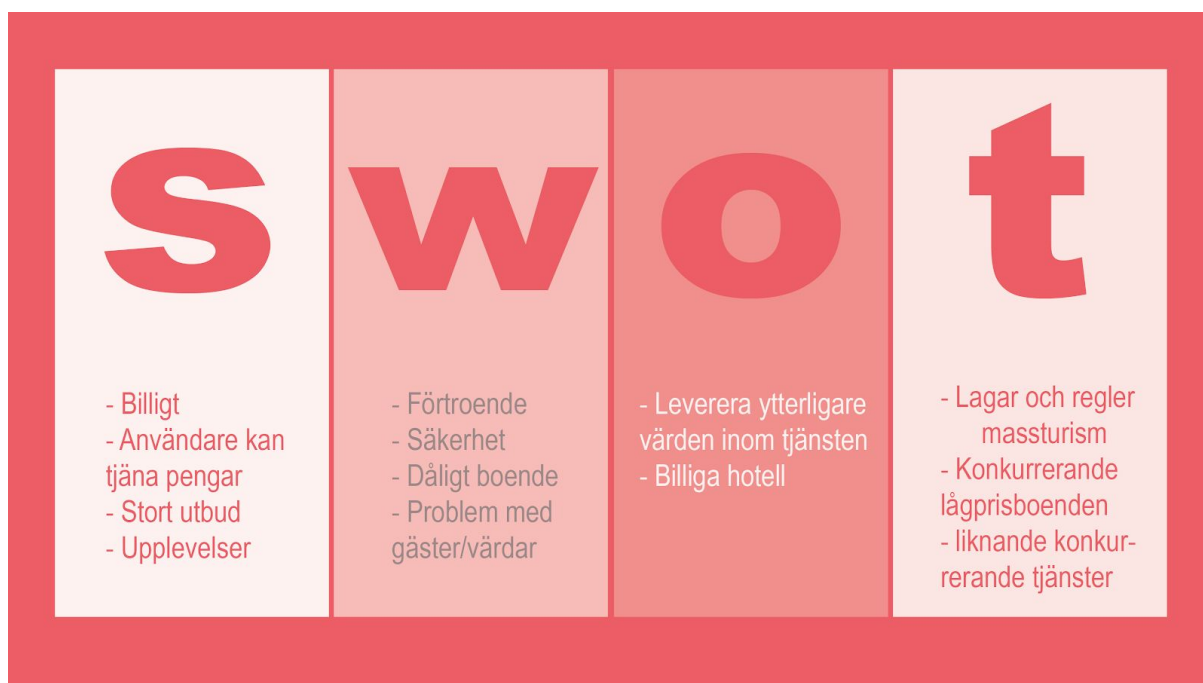 s
- Billigt
- Användare kan
tjäna pengar
- Stort utbud
- Upplevelser
w
- Förtroende
- Säkerhet
- Dåligt boende
- Problem med
gäster/värdar
o
- Leverera ytterligare
värden inom tjänsten
- Billiga hotell
t
- Lagar och regler
massturism
- Konkurrerande
lågprisboenden
- liknande konkur-
rerande tjänster